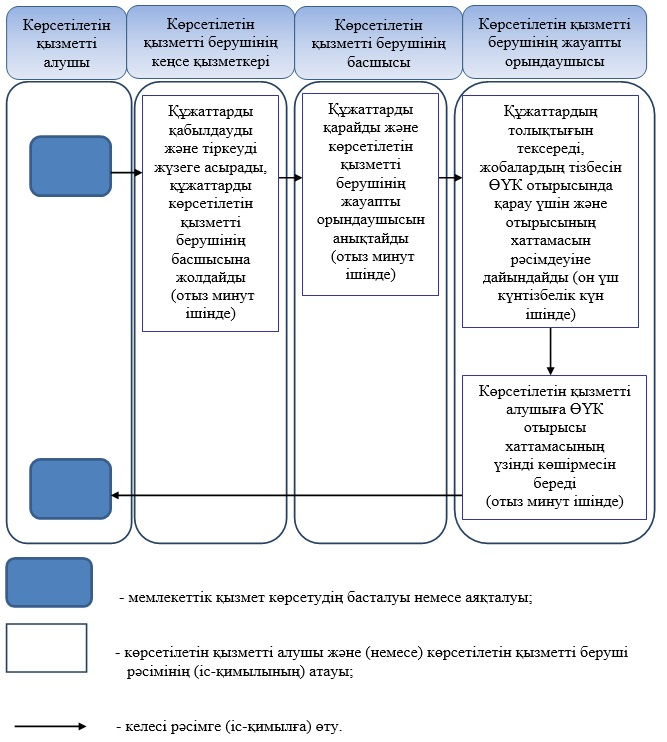 Көрсетілетін
қызметті
алушы
Көрсетілетін
қызметті берушінің
кеңсе қызметкері
Көрсетілетін
қызметті берушінің
басшысы
Көрсетілетін қызметті
берушінің жауапты
орындаушысы
Құжаттарды
қабылдауды
және тіркеуді
жүзеге асырады,
құжаттарды
көрсетілетін
қызметті
берушінің
басшысына
жолдайды
(отыз минут
ішінде)
Құжаттарды
қарайды және
көрсетілетін
қызметті
берушінің
жауапты
орындаушысын
анықтайды
(отыз минут
ішінде)
Құжаттардың
толықтығын
тексереді,
жобалардың тізбесін
ӨҮК отырысында
қарау үшін және
отырысының
хаттамасын
рәсімдеуіне
дайындайды (он үш
күнтізбелік күн
ішінде)
Көрсетілетін қызметті
алушыға ӨҮК
отырысы
хаттамасының
үзінді көшірмесін
береді
(отыз минут ішінде)
- мемлекеттік қызмет көрсетудің басталуы немесе аяқталуы;
- көрсетілетін қызметті алушы және (немесе) көрсетілетін қызметті беруші
рәсімінің (іс-қимылының) атауы;
- келесі рәсімге (іс-қимылға) өту.